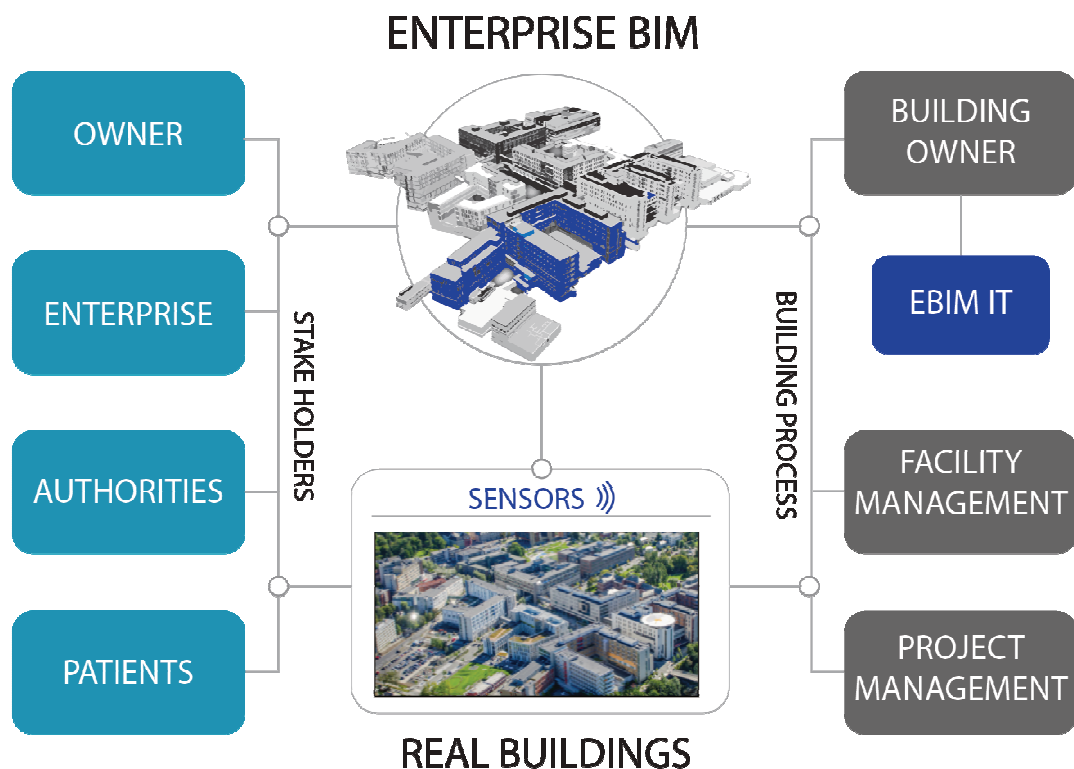 ENTERPRISE BIM
OWNER
ENTERPRISE
AUTHORITIES
PATIENTS
STAKE HOLDERS
SENSORS
REAL BUILDINGS
BUILDING PROCESS
BUILDING
OWNER
EBIM IT
FACILITY
MANAGEMENT
PROJECT
MANAGEMENT